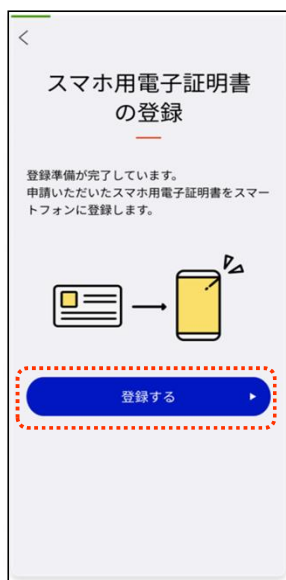 スマホ用電子証明書
の登録
登録準備が完了しています。
申請いただいたスマホ用電子証明書をスマー
トフォンに登録します。
登録する